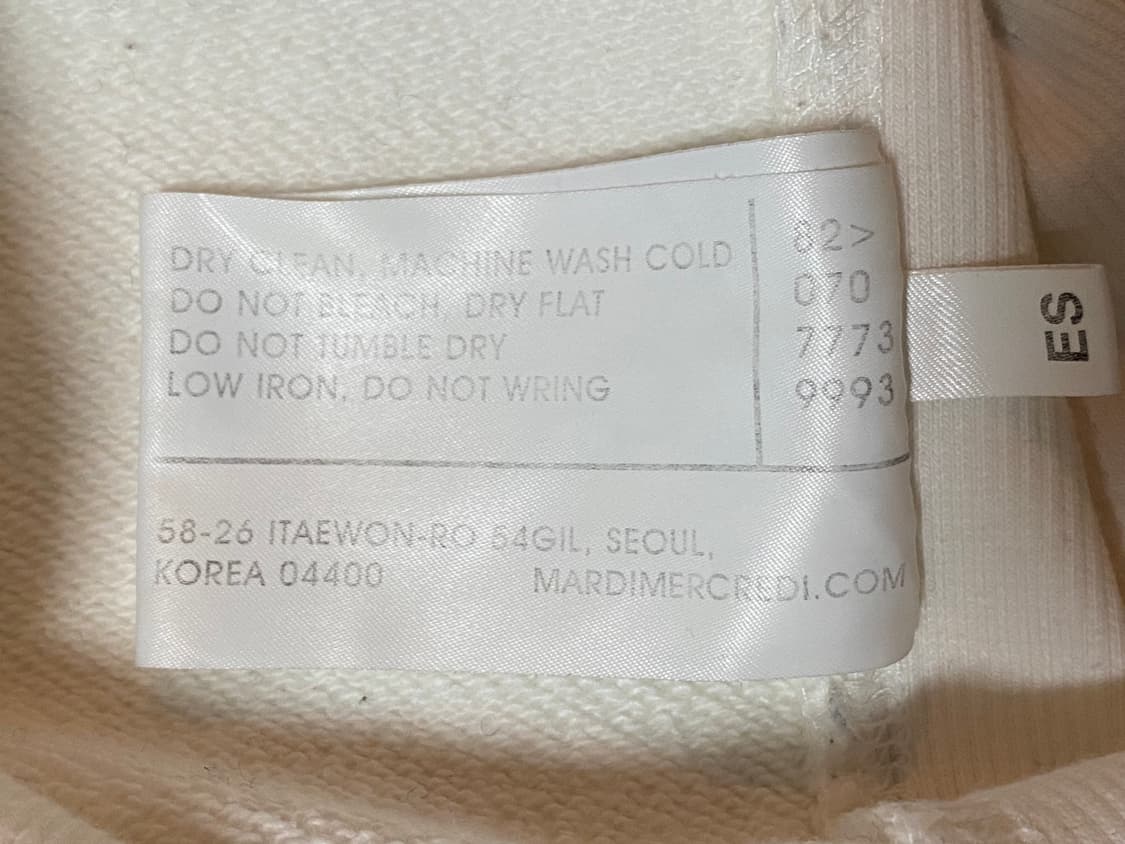 DRY CLEAN, MACHINE WASH COLD
DO NOT BLEACH, DRY FLAT
DO NOT TUMBLE DRY
LOW IRON, DO NOT WRING
82>
070
7773
9993
58-26 ITAEWON-RO 54GIL, SEOUL,
KOREA 04400 MARDIMERCREDI.COM
ES